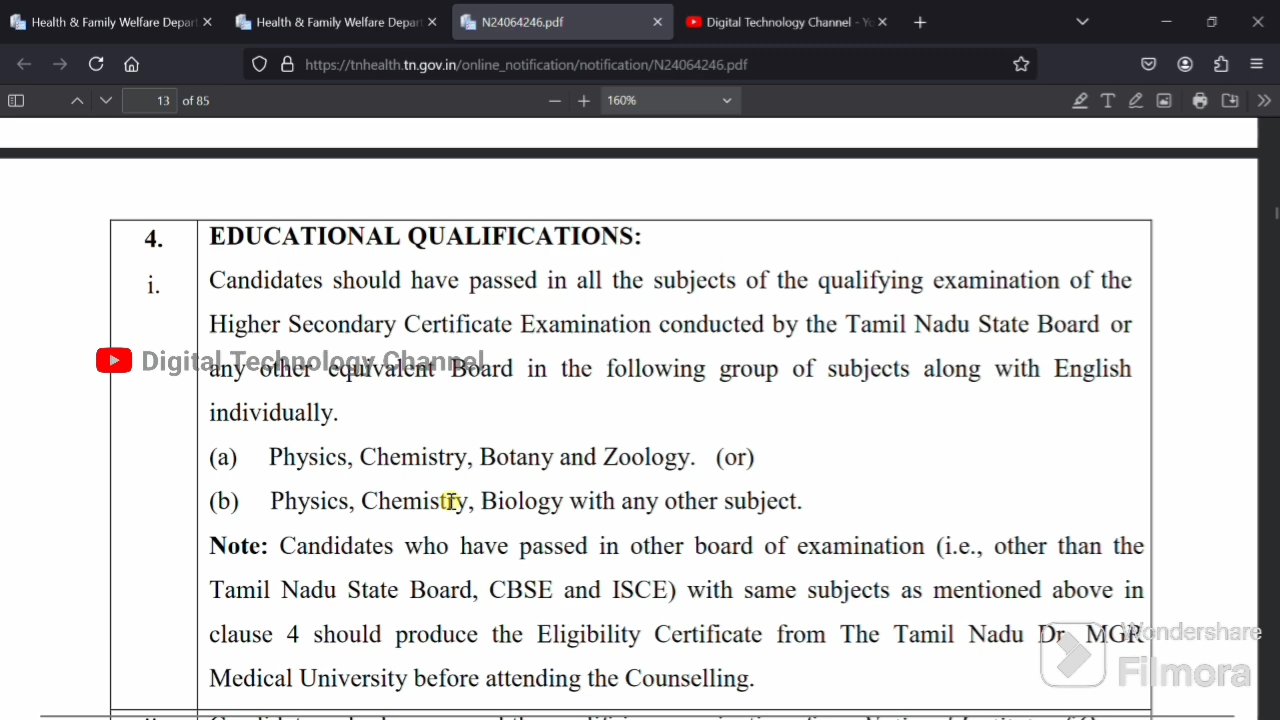 Health & Family Welfare Depar
Health & Family Welfare Depar
N24064246.pdf
Digital Technology Channel - Yo
https://tnhealth.tn.gov.in/online_notification/notification/N24064246.pdf
13 of 85
160%
4. EDUCATIONAL QUALIFICATIONS:
i. Candidates should have passed in all the subjects of the qualifying examination of the
Higher Secondary Certificate Examination conducted by the Tamil Nadu State Board or
Digital Technology Channel
any other equivalent Board in the following group of subjects along with English
individually.
(a) Physics, Chemistry, Botany and Zoology. (or)
(b) Physics, Chemistry, Biology with any other subject.
Note: Candidates who have passed in other board of examination (i.e., other than the
Tamil Nadu State Board, CBSE and ISCE) with same subjects as mentioned above in
clause 4 should produce the Eligibility Certificate from The Tamil Nadu Dr. MGR
Wondershare
Filmora
Medical University before attending the Counselling.